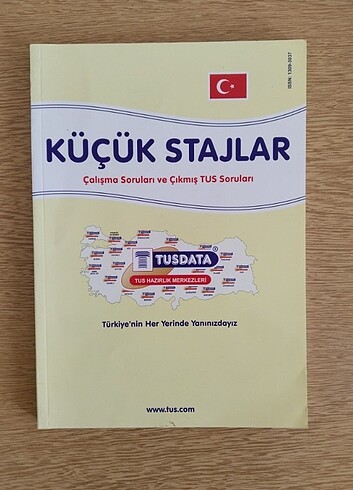 ISSN: 1309-3037
KÜÇÜK STAJLAR
Çalışma Soruları ve Çıkmış TUS Soruları
TUSDATA®
TUS HAZIRLIK MERKEZLERİ
Türkiye'nin Her Yerinde Yanınızdayız
www.tus.com